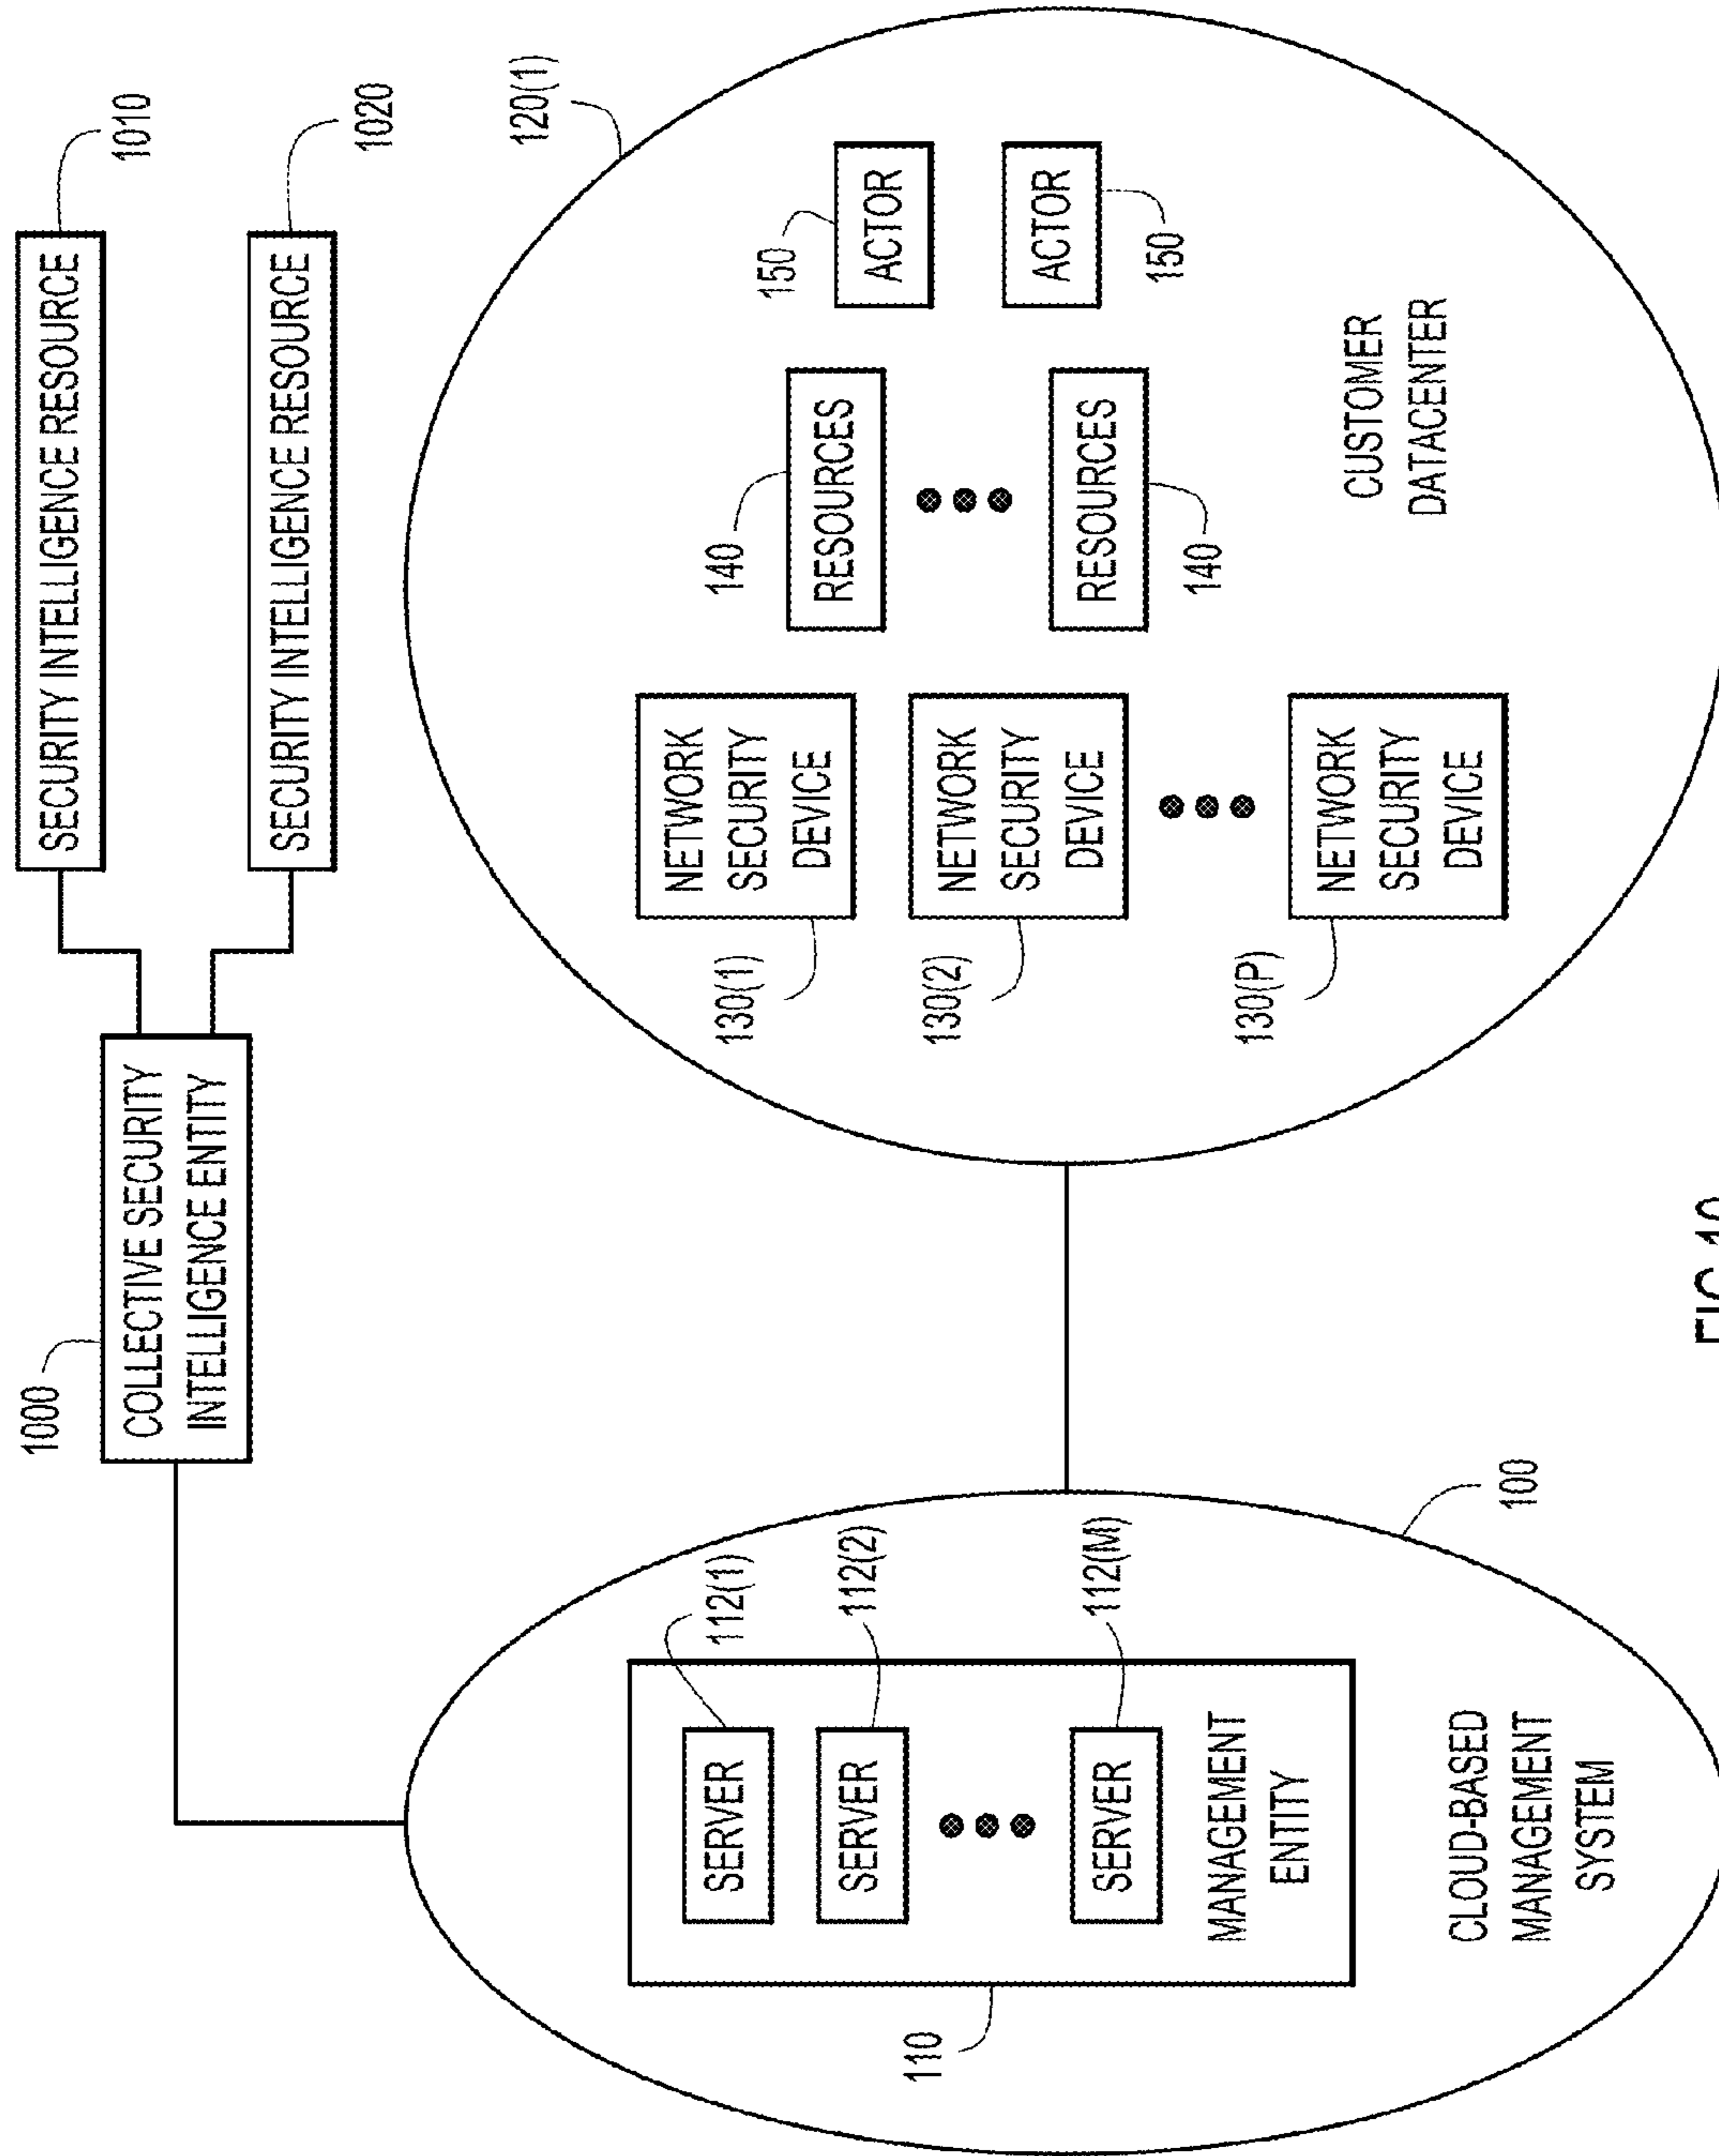 1000
COLLECTIVE SECURITY
INTELLIGENCE ENTITY
SECURITY INTELLIGENCE RESOURCE
1010
SECURITY INTELLIGENCE RESOURCE
1020
110
SERVER
112(1)
SERVER
112(2)
SERVER
112(M)
MANAGEMENT
ENTITY
CLOUD-BASED
MANAGEMENT
SYSTEM
100
120(1)
130(1)
NETWORK
SECURITY
DEVICE
130(2)
NETWORK
SECURITY
DEVICE
130(P)
NETWORK
SECURITY
DEVICE
140
RESOURCES
140
RESOURCES
150
ACTOR
150
ACTOR
CUSTOMER
DATACENTER